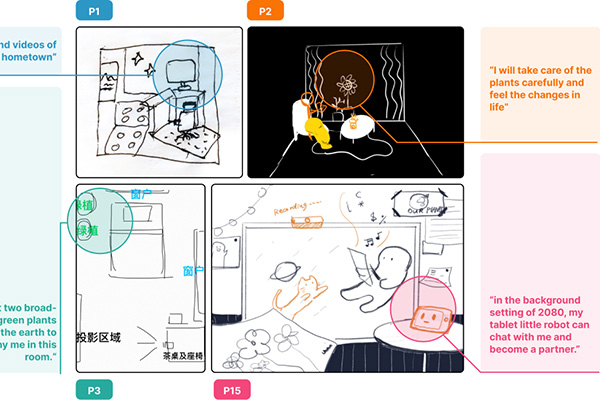 P1
P2
nd videos of
hometown”
“I will take care of the
plants carefully and
feel the changes in
life”
窗户
绿植
绿植
窗户
投影区域
茶桌及座椅
Recording......
OUR
$
%
t two broad-
green plants
the earth to
ny me in this
room.”
“in the background
setting of 2080, my
tablet little robot can
chat with me and
become a partner.”
P3
P15